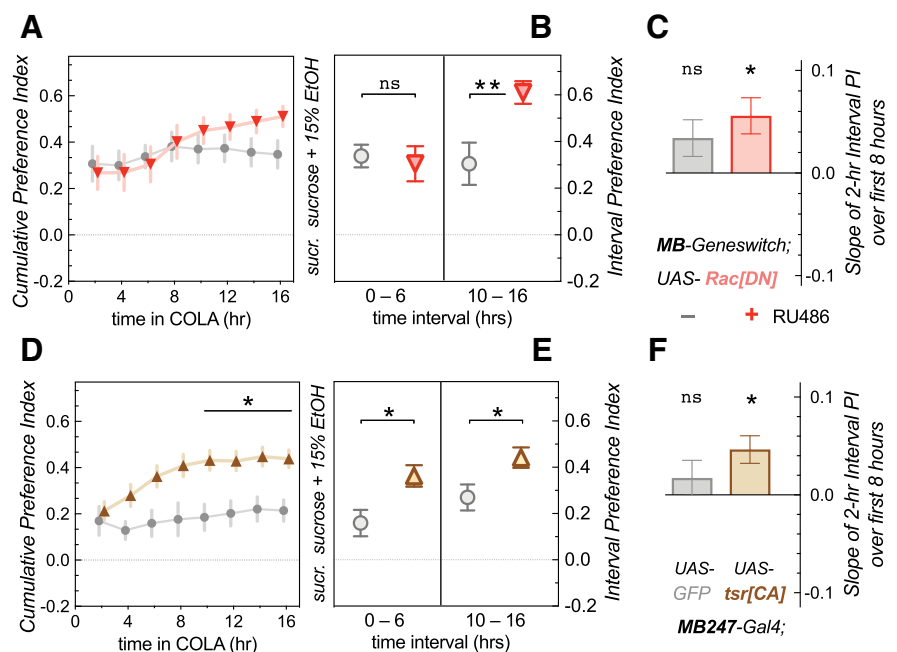 A
B
C
Cumulative Preference Index
0.6
0.4
0.2
0.0
-0.2
0
4
8
12
16
time in COLA (hr)
sucr.   sucrose + 15% EtOH
ns
**
0.6
0.4
0.2
0.0
-0.2
Interval Preference Index
0 – 6
10 – 16
time interval (hrs)
ns
*
0.1
0.0
-0.1
Slope of 2-hr Interval PI
over first 8 hours
MB-Geneswitch;
UAS- Rac[DN]
– + RU486
D
E
F
Cumulative Preference Index
0.6
0.4
0.2
0.0
-0.2
*
0
4
8
12
16
time in COLA (hr)
sucr.   sucrose + 15% EtOH
*
*
0.6
0.4
0.2
0.0
-0.2
Interval Preference Index
0 – 6
10 – 16
time interval (hrs)
ns
*
0.1
0.0
-0.1
Slope of 2-hr Interval PI
over first 8 hours
UAS- UAS-
GFP tsr[CA]
MB247-Gal4;